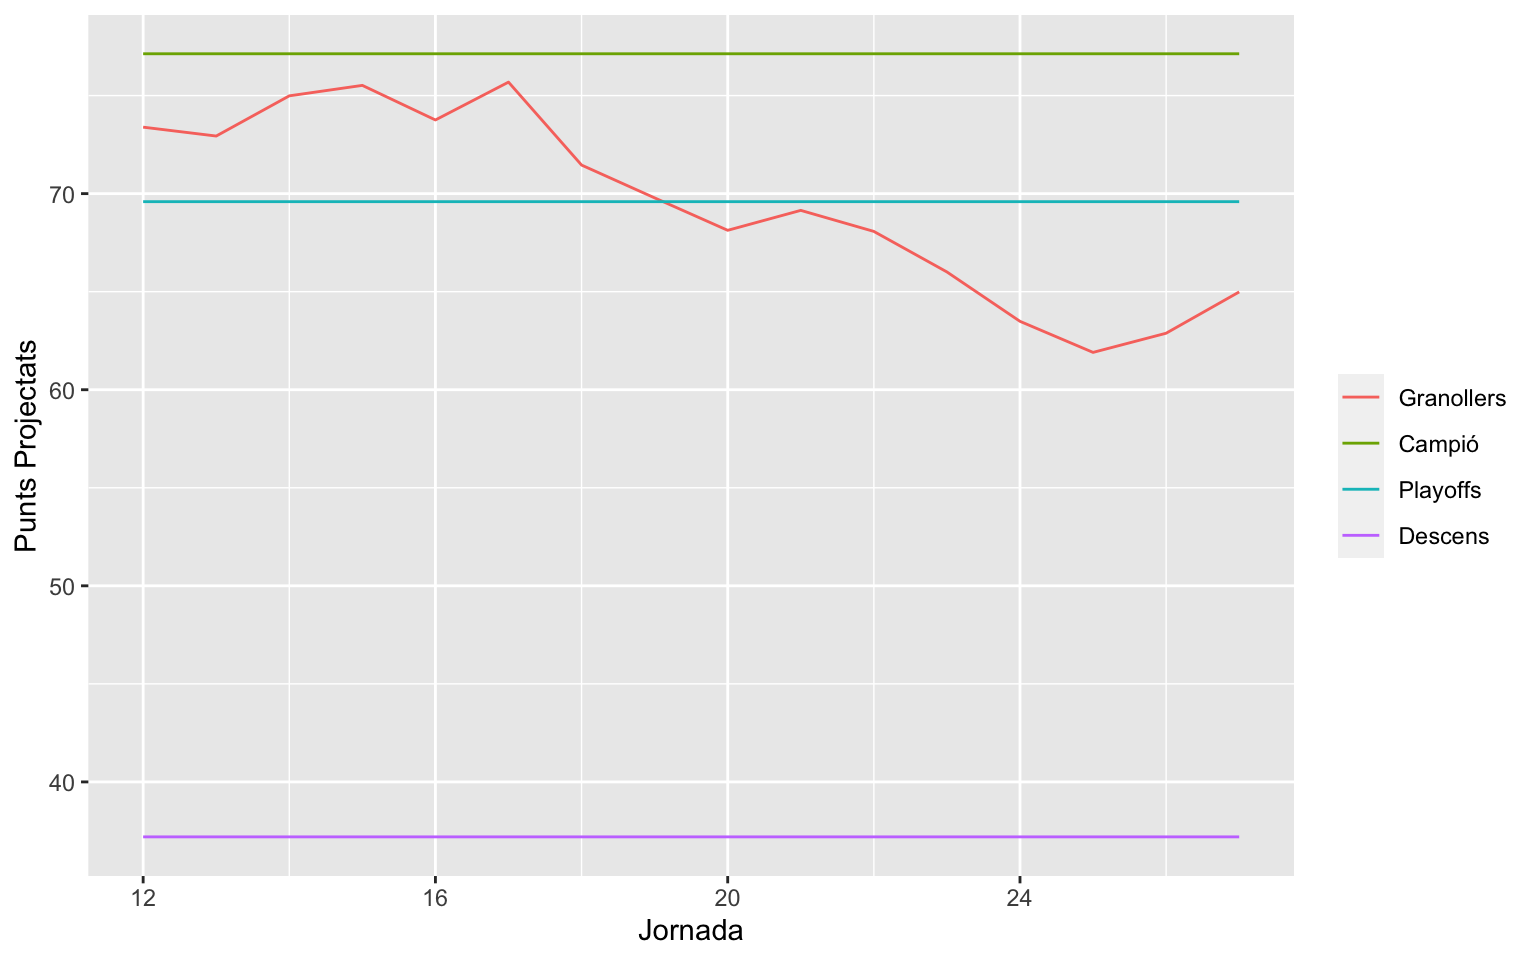 Punts Projectats
70
60
50
40
12 16 20 24
Jornada
Granollers
Campió
Playoffs
Descens